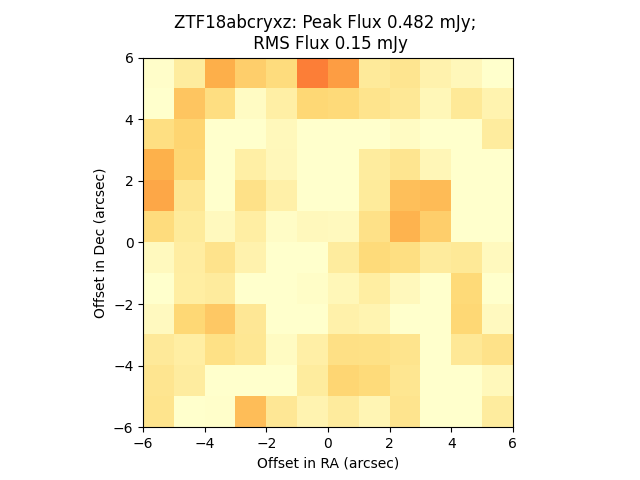 ZTF18abcryxz: Peak Flux 0.482 mJy;
RMS Flux 0.15 mJy
6
4
2
0
−2
−4
−6
Offset in Dec (arcsec)
−6 −4 −2 0 2 4 6
Offset in RA (arcsec)